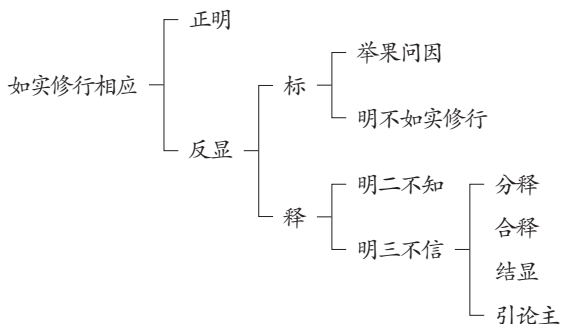 如实修行相应
正明
反显
标
举果问因
明不如实修行
释
明二不知
明三不信
分释
合释
结显
引论主